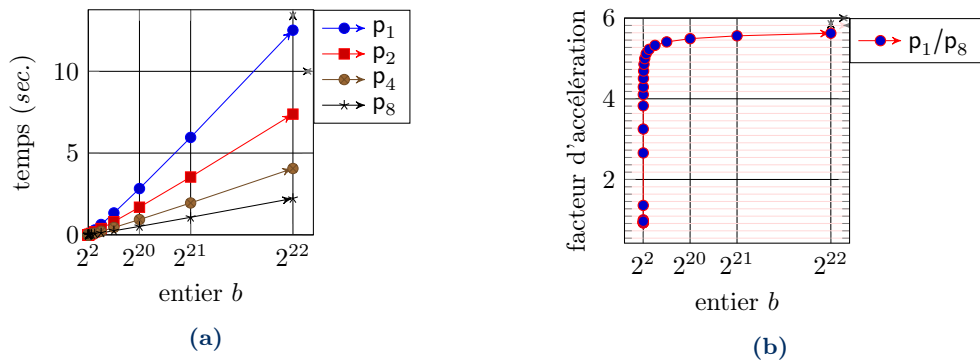 temps (sec.)
10
5
0
2^2
2^20
2^21
2^22
entier b
p_1
p_2
p_4
p_8
(a)
facteur d'accélération
6
4
2
2^2
2^20
2^21
2^22
entier b
p_1/p_8
(b)